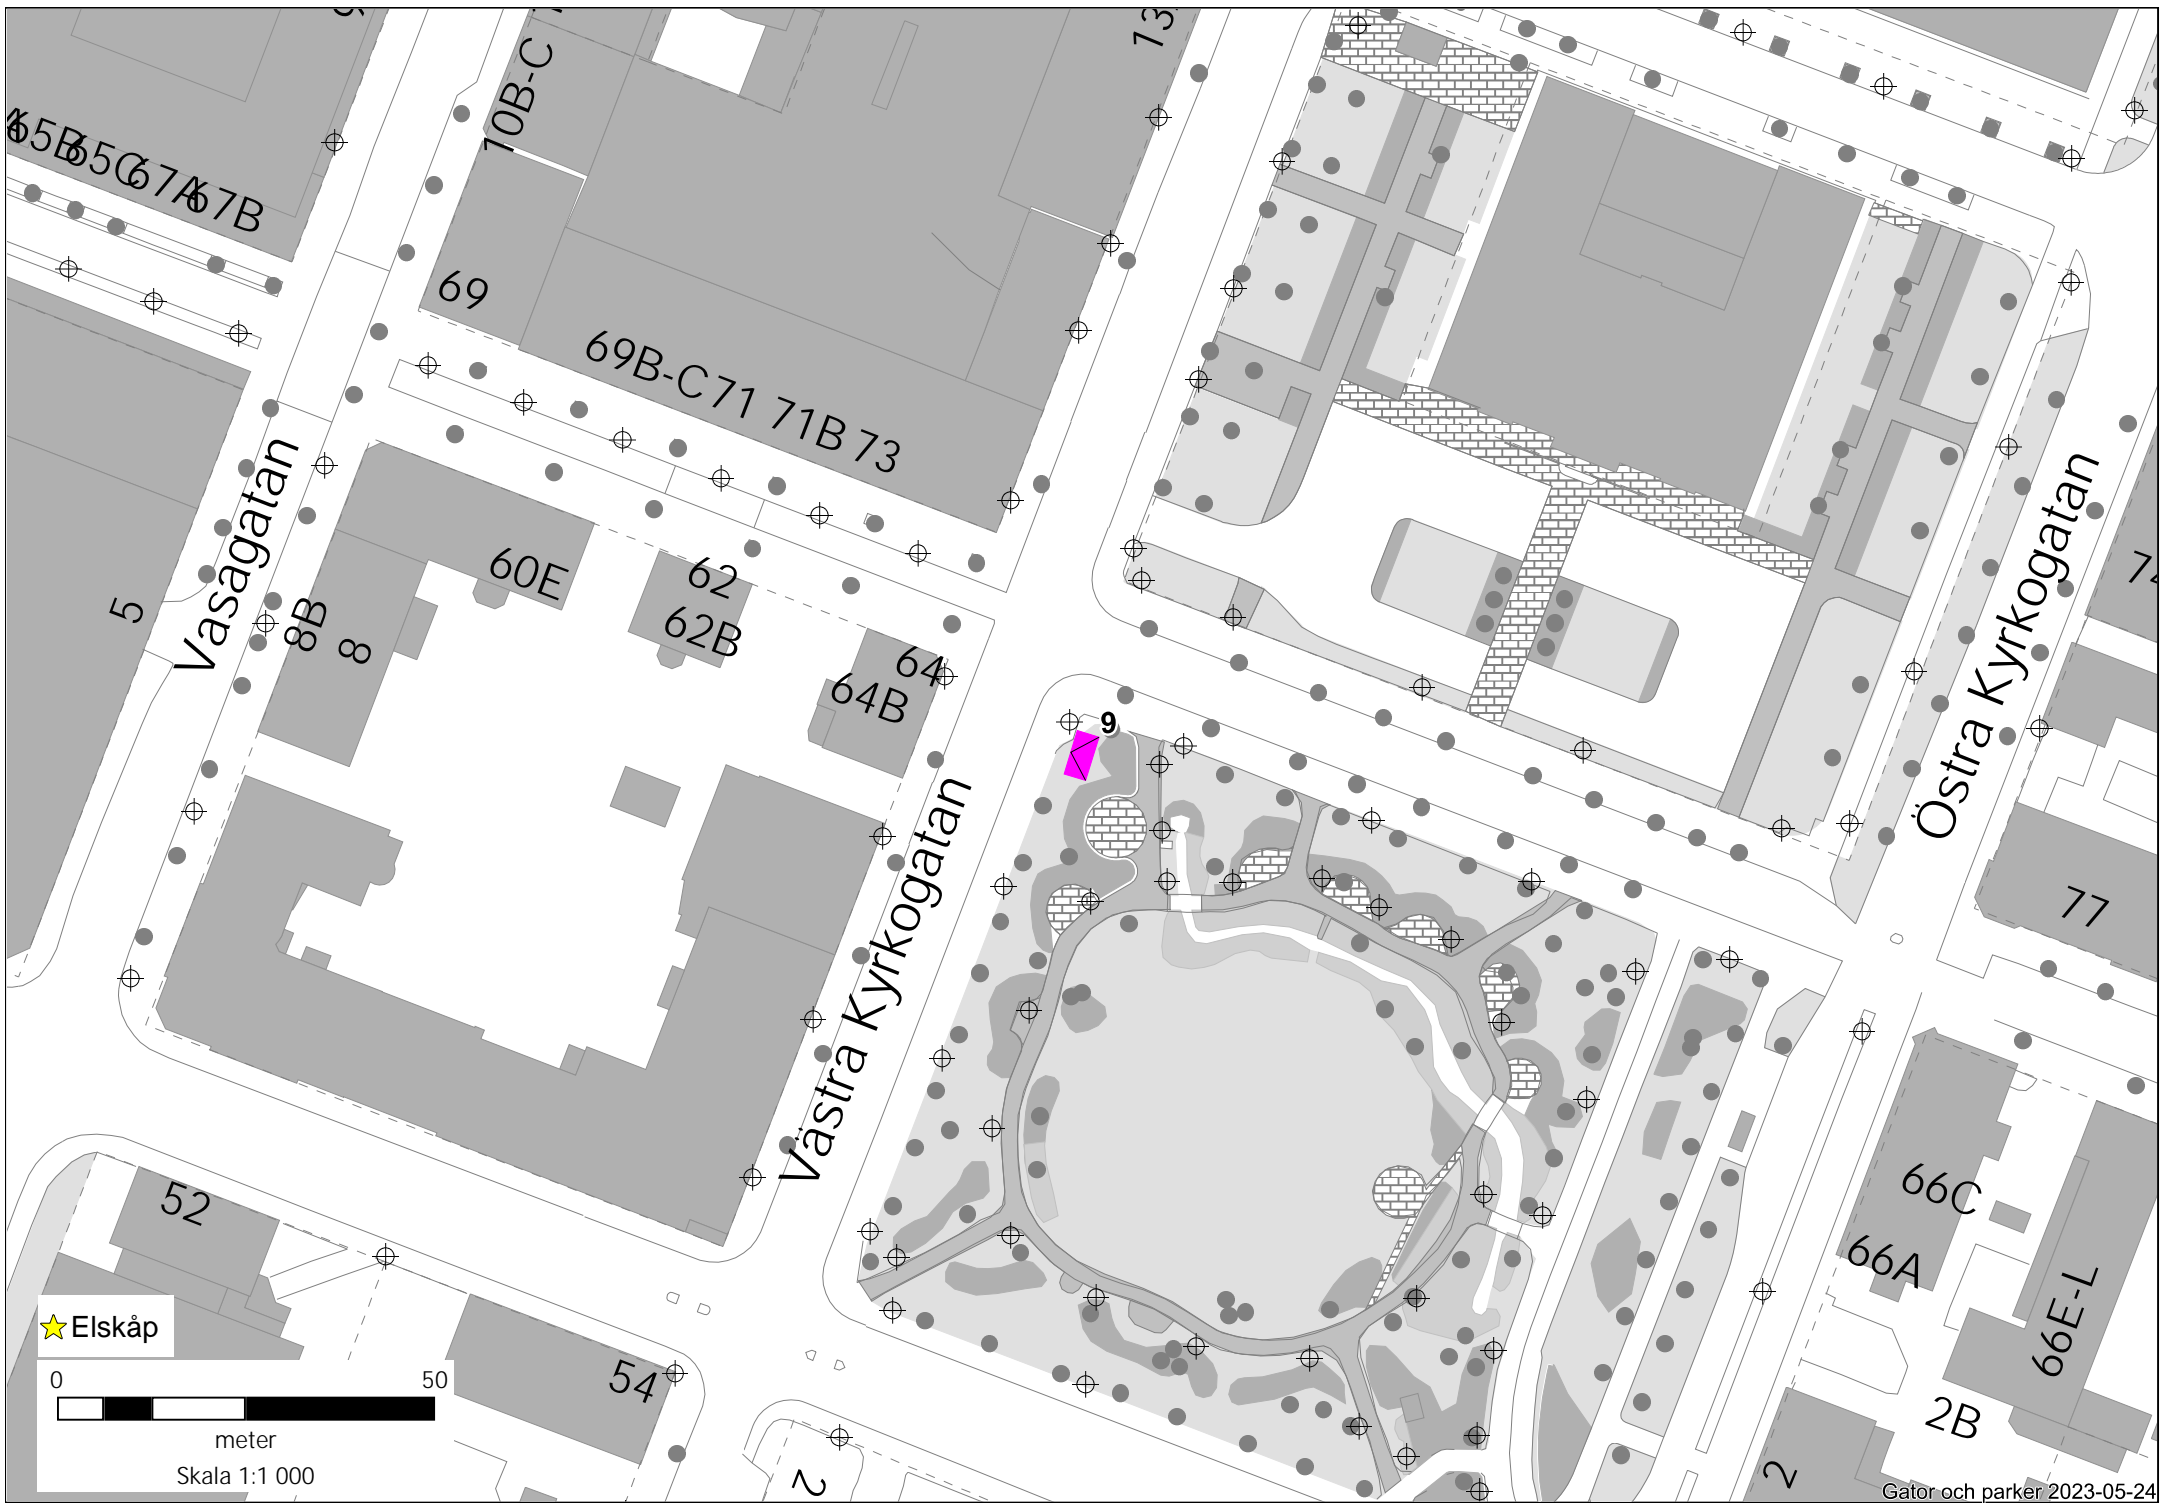 13
10B-C
65B
65C
67A
67B
69
69B-C
71
71B
73
Vasagatan
5
8B
8
60E
62
62B
64
64B
9
Östra Kyrkogatan
74
77
Västra Kyrkogatan
52
54
2
66C
66A
66E-L
2B
2
Elskåp
0 50
meter
Skala 1:1 000
Gator och parker 2023-05-24